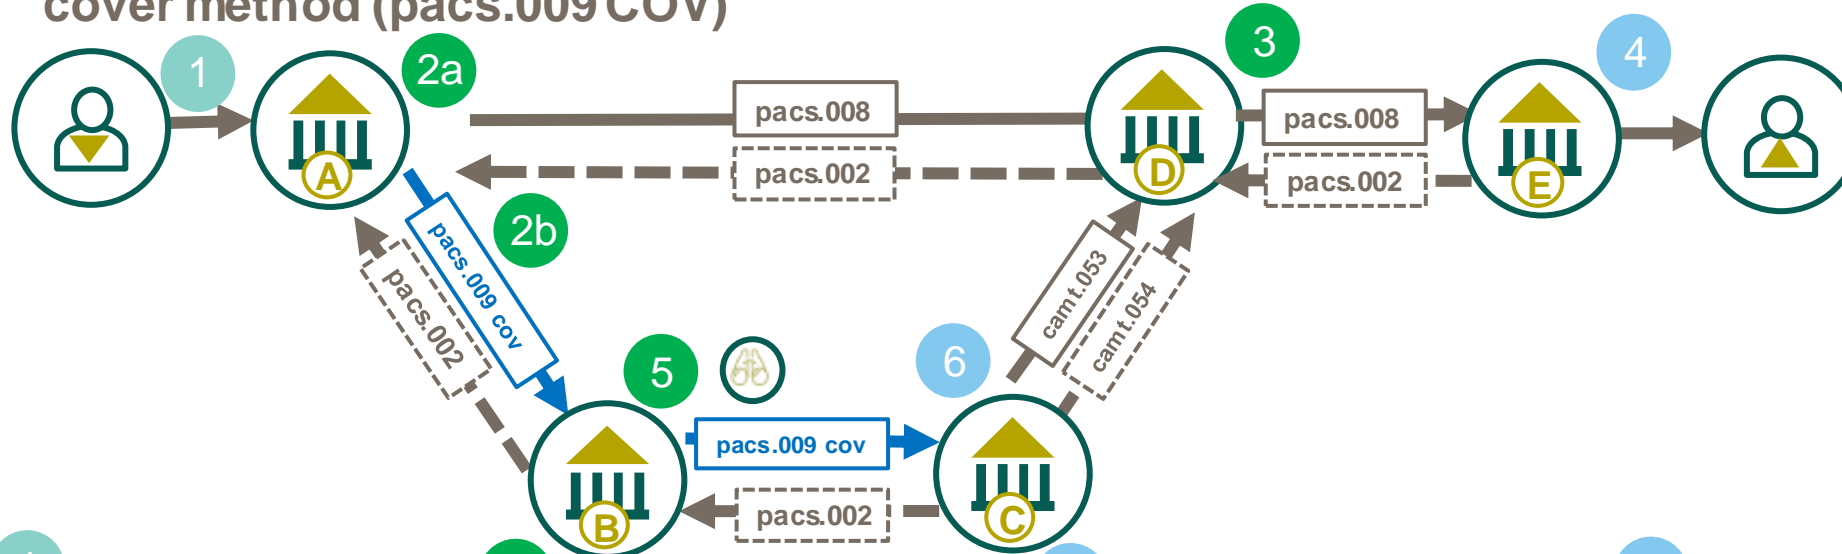 cover method (pacs.009 COV)
1
2a
3
4
pacs.008
pacs.008
A
pacs.002
D
pacs.002
E
2b
pacs.009 cov
pacs.002
camt.053
camt.054
5
6
pacs.009 cov
B
pacs.002
C